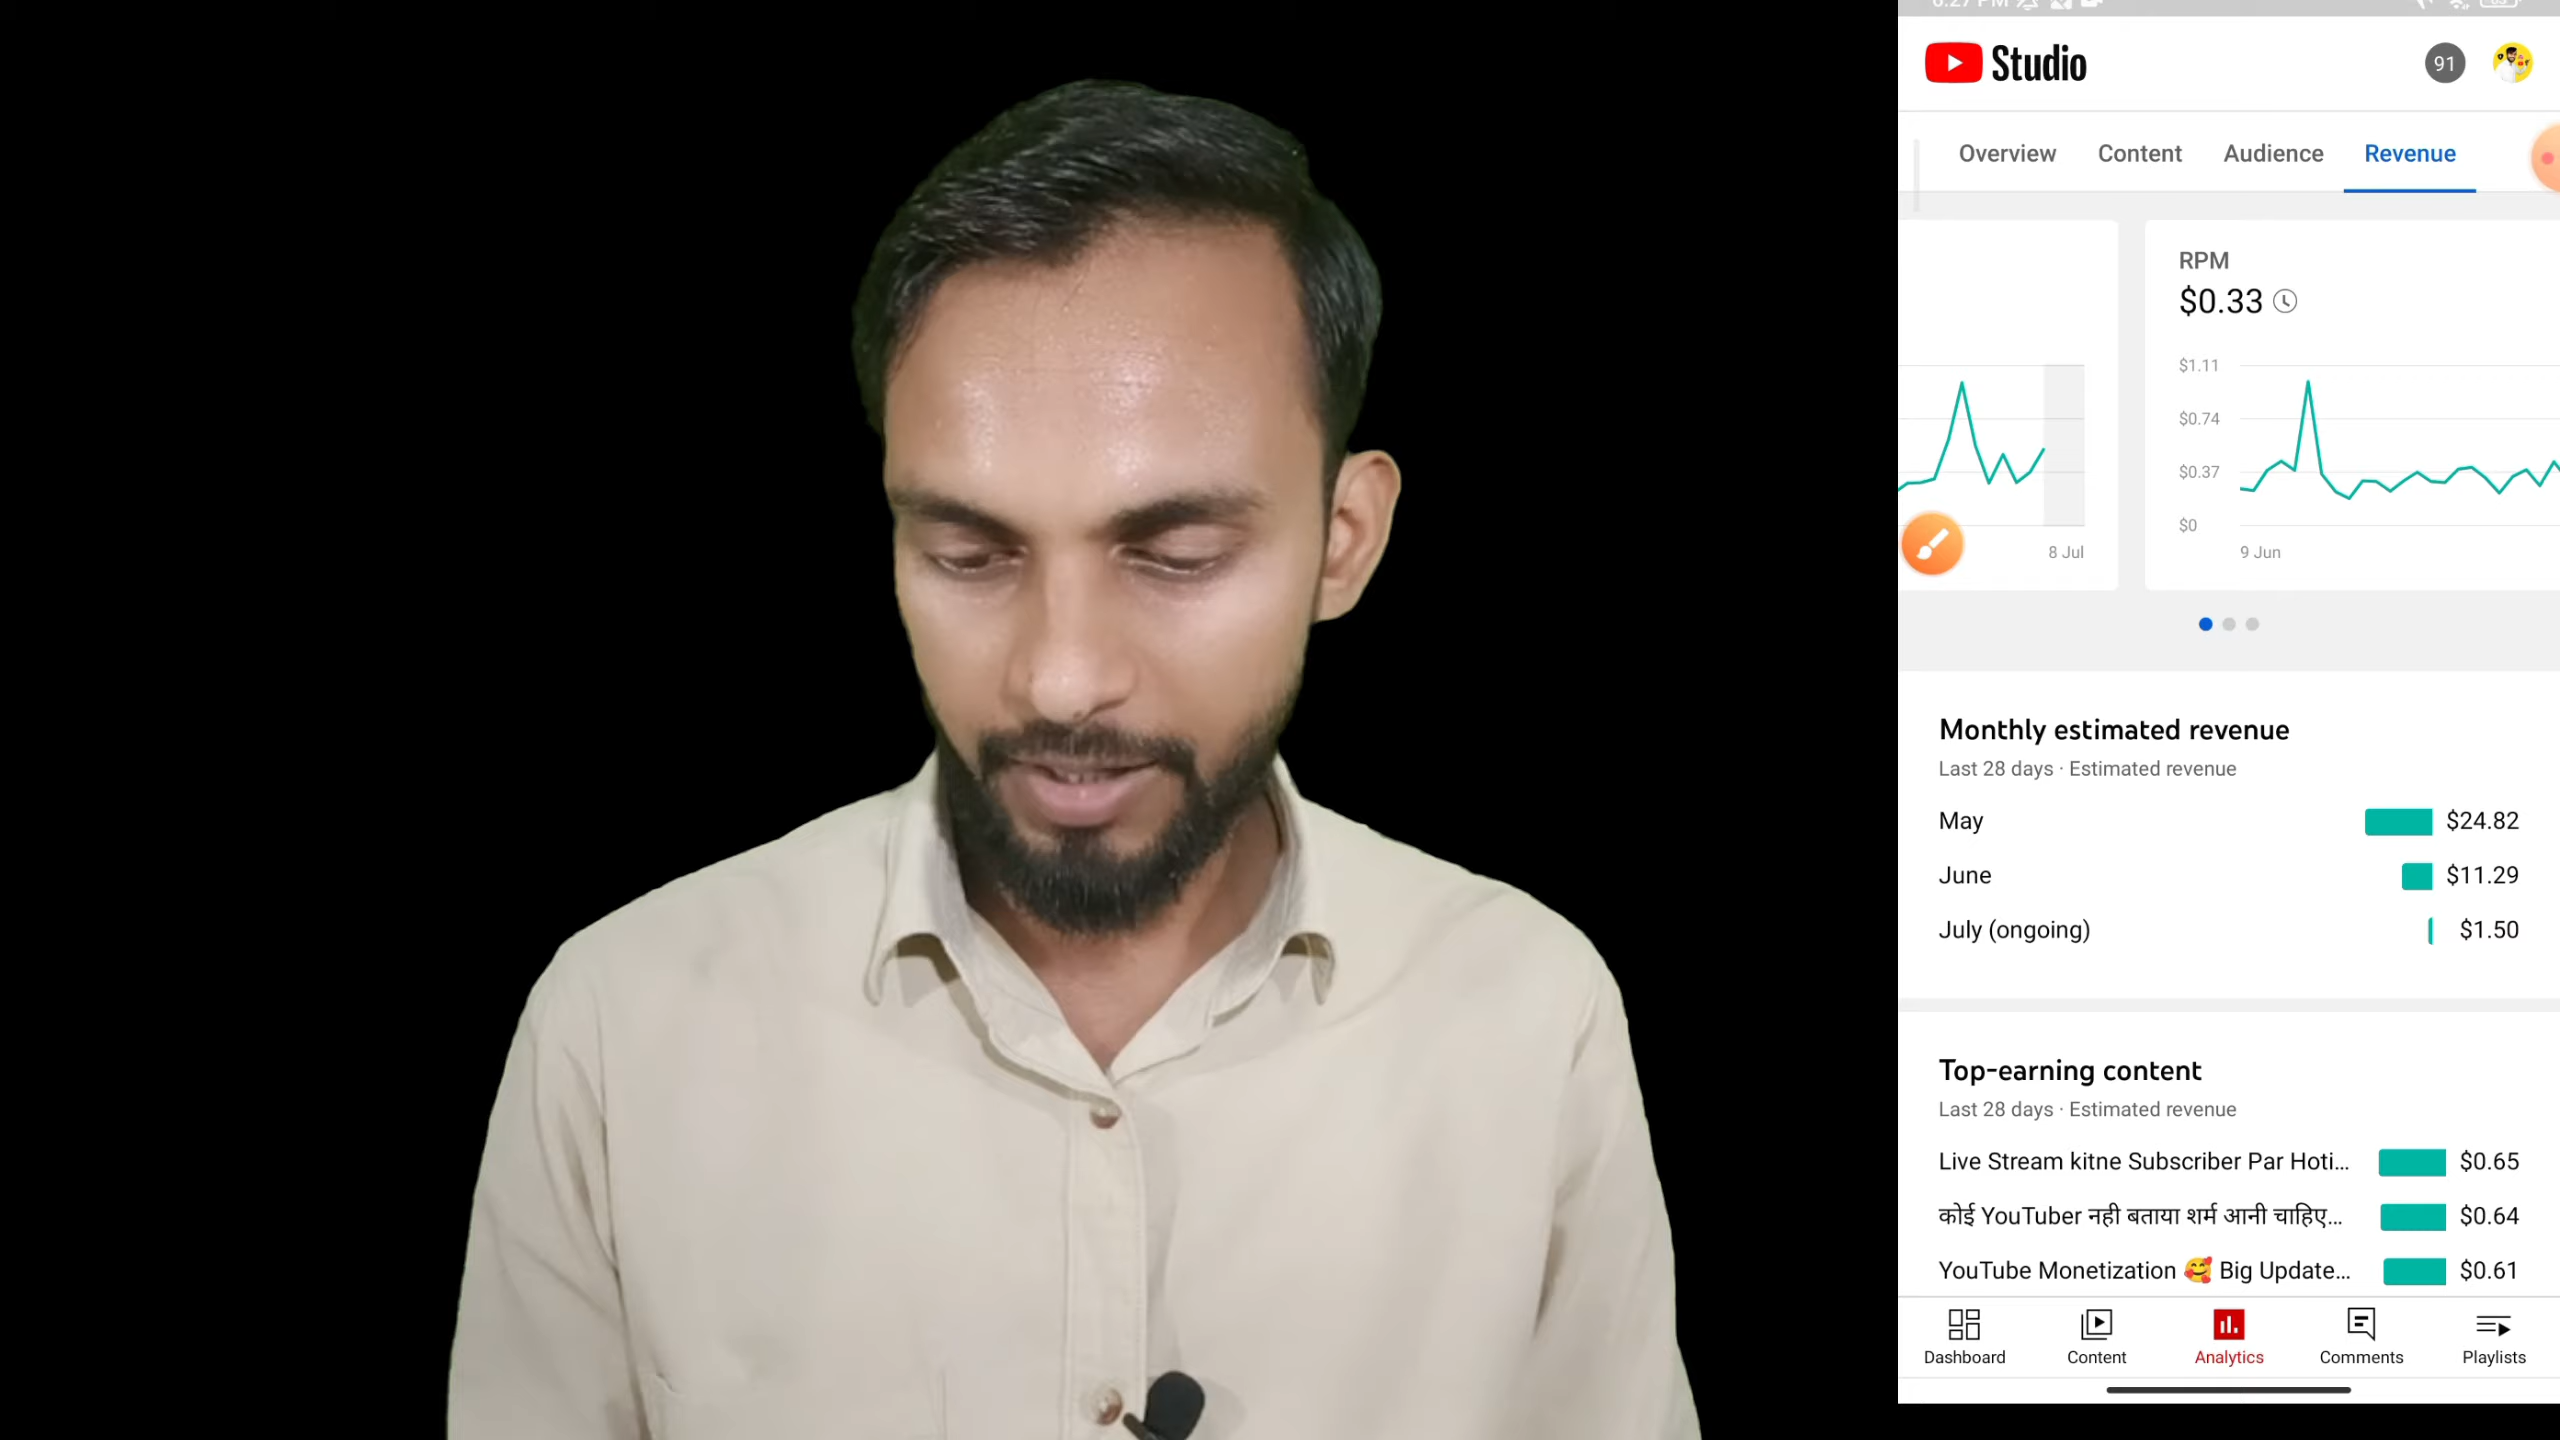 6:27 PM
Studio
91
Overview Content Audience Revenue
RPM
$0.33
$1.11
$0.74
$0.37
$0
8 Jul
9 Jun
Monthly estimated revenue
Last 28 days · Estimated revenue
May $24.82
June $11.29
July (ongoing) $1.50
Top-earning content
Last 28 days · Estimated revenue
Live Stream kitne Subscriber Par Hoti... $0.65
कोई YouTuber नही बताया शर्म आनी चाहिए... $0.64
YouTube Monetization 🥰 Big Update... $0.61
Dashboard Content Analytics Comments Playlists